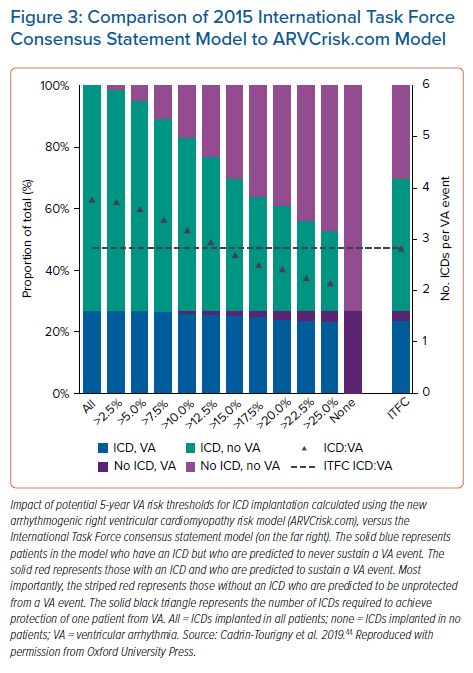 Figure 3: Comparison of 2015 International Task Force
Consensus Statement Model to ARVCrisk.com Model
Proportion of total (%)
100%
80%
60%
40%
20%
0%
No. ICDs per VA event
6
5
4
3
2
1
0
All
>2.5%
>5.0%
>7.5%
>10.0%
>12.5%
>15.0%
>17.5%
>20.0%
>22.5%
>25.0%
None
ITFC
ICD, VA
ICD, no VA
ICD:VA
No ICD, VA
No ICD, no VA
ITFC ICD:VA
Impact of potential 5-year VA risk thresholds for ICD implantation calculated using the new
arrhythmogenic right ventricular cardiomyopathy risk model (ARVCrisk.com), versus the
International Task Force consensus statement model (on the far right). The solid blue represents
patients in the model who have an ICD but who are predicted to never sustain a VA event. The
solid red represents those with an ICD and who are predicted to sustain a VA event. Most
importantly, the striped red represents those without an ICD who are predicted to be unprotected
from a VA event. The solid black triangle represents the number of ICDs required to achieve
protection of one patient from VA. All = ICDs implanted in all patients; none = ICDs implanted in no
patients; VA = ventricular arrhythmia. Source: Cadrin-Tourigny et al. 2019.⁴⁴ Reproduced with
permission from Oxford University Press.